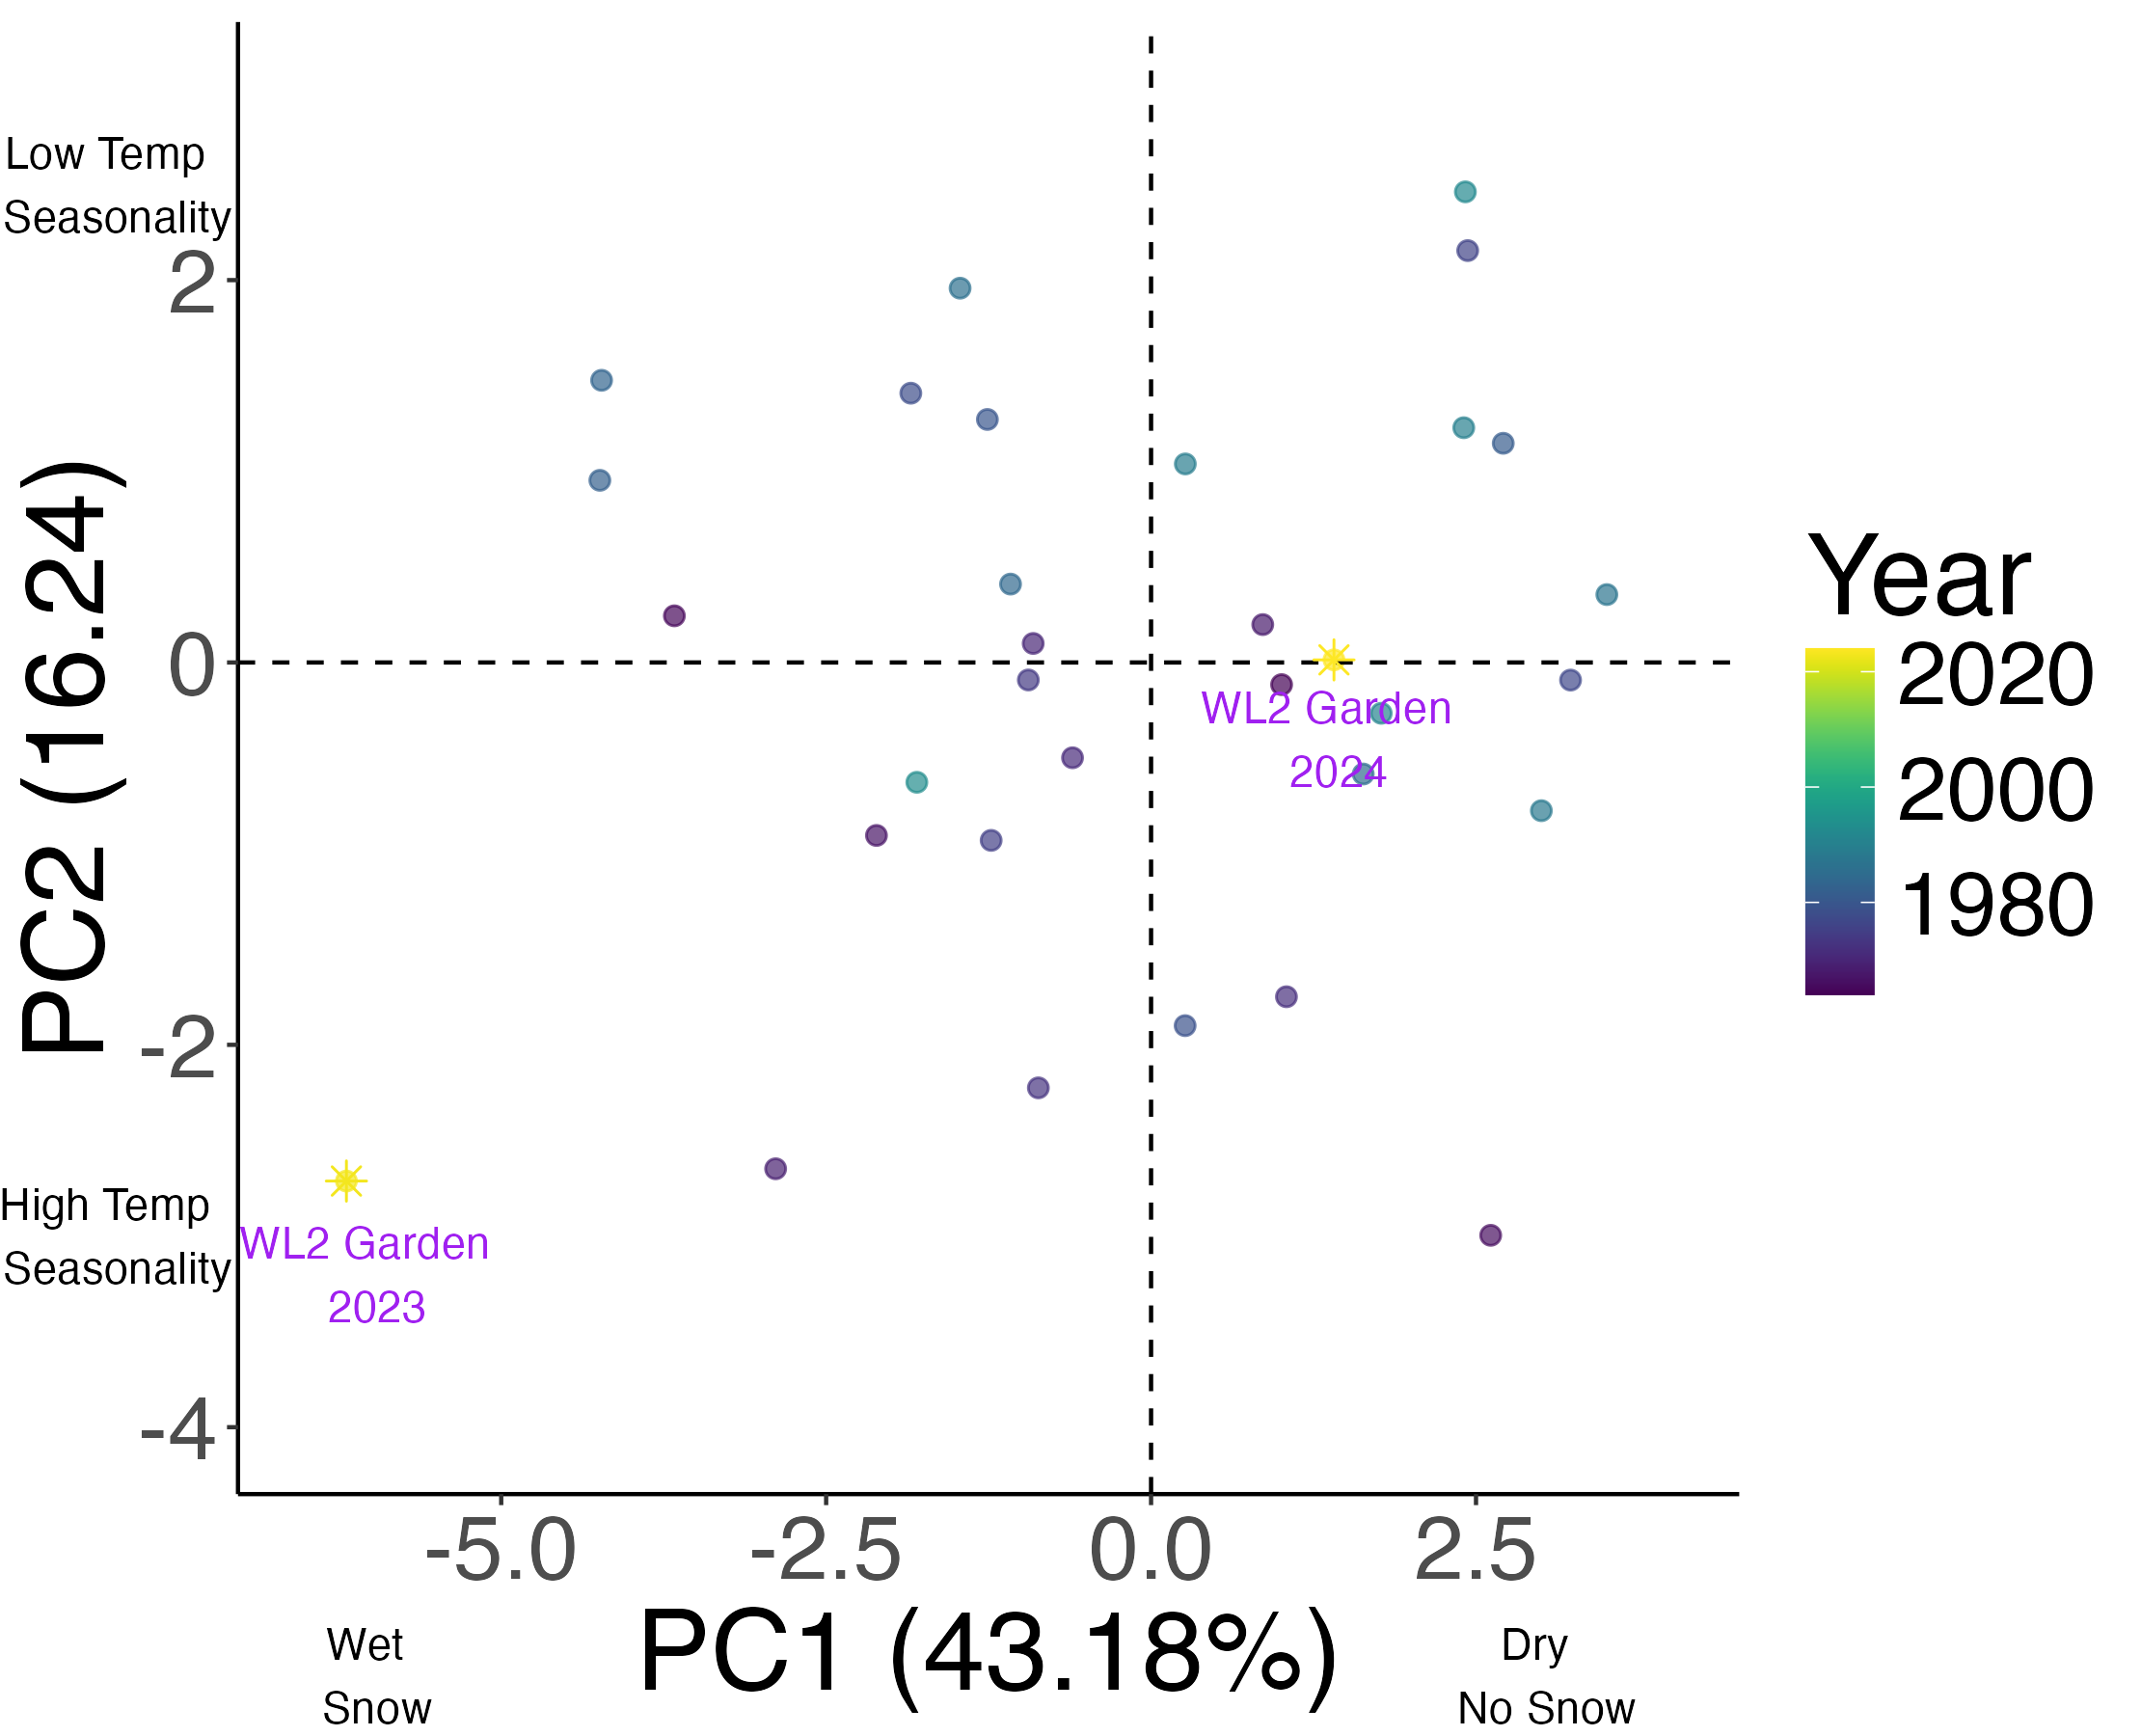 Low Temp
Seasonality
2
0
-2
-4
High Temp
Seasonality
PC2 (16.24)
WL2 Garden
2024
WL2 Garden
2023
-5.0
-2.5
0.0
2.5
Wet
Snow
PC1 (43.18%)
Dry
No Snow
Year
2020
2000
1980